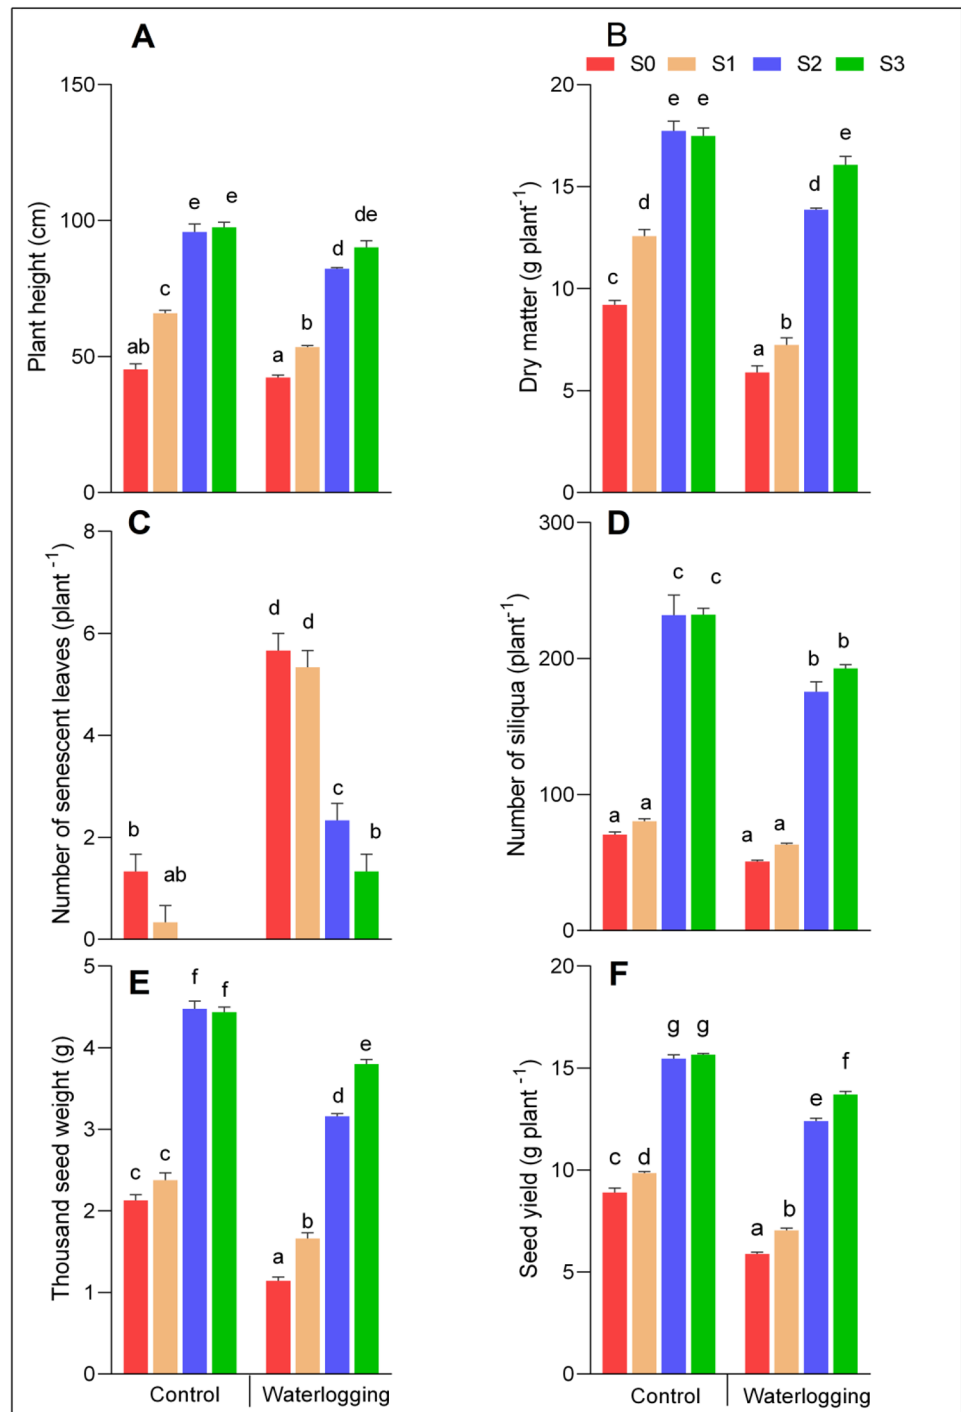 A
B
S0 S1 S2 S3
Plant height (cm)
150
100
50
0
ab
c
e
e
a
b
d
de
Dry matter (g plant⁻¹)
20
15
10
5
0
c
d
e
e
a
b
d
e
C
Number of senescent leaves (plant ⁻¹)
8
6
4
2
0
b
ab
d
d
c
b
D
Number of siliqua (plant⁻¹)
300
200
100
0
a
a
c
c
a
a
b
b
E
Thousand seed weight (g)
5
4
3
2
1
0
c
c
f
f
a
b
d
e
Control Waterlogging
F
Seed yield (g plant ⁻¹)
20
15
10
5
0
c
d
g
g
a
b
e
f
Control Waterlogging